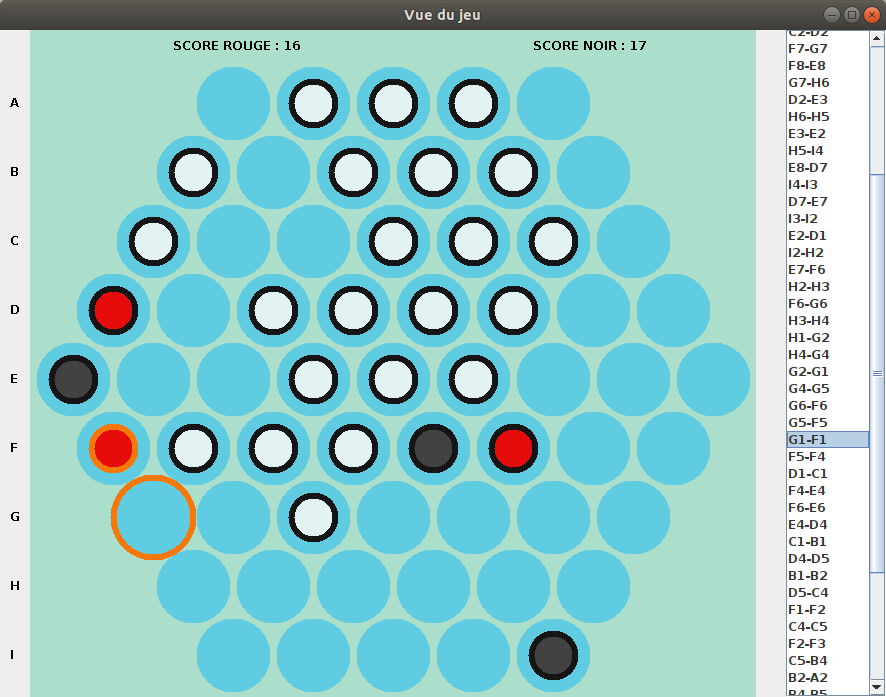 Vue du jeu
SCORE ROUGE : 16
SCORE NOIR : 17
A
B
C
D
E
F
G
H
I
C2-D2
F7-G7
F8-E8
G7-H6
D2-E3
H6-H5
E3-E2
H5-I4
E8-D7
I4-I3
D7-E7
I3-I2
E2-D1
I2-H2
E7-F6
H2-H3
F6-G6
H3-H4
H1-G2
H4-G4
G2-G1
G4-G5
G6-F6
G5-F5
G1-F1
F5-F4
D1-C1
F4-E4
F6-E6
E4-D4
C1-B1
D4-D5
B1-B2
D5-C4
F1-F2
C4-C5
F2-F3
C5-B4
B2-A2
B4-B5